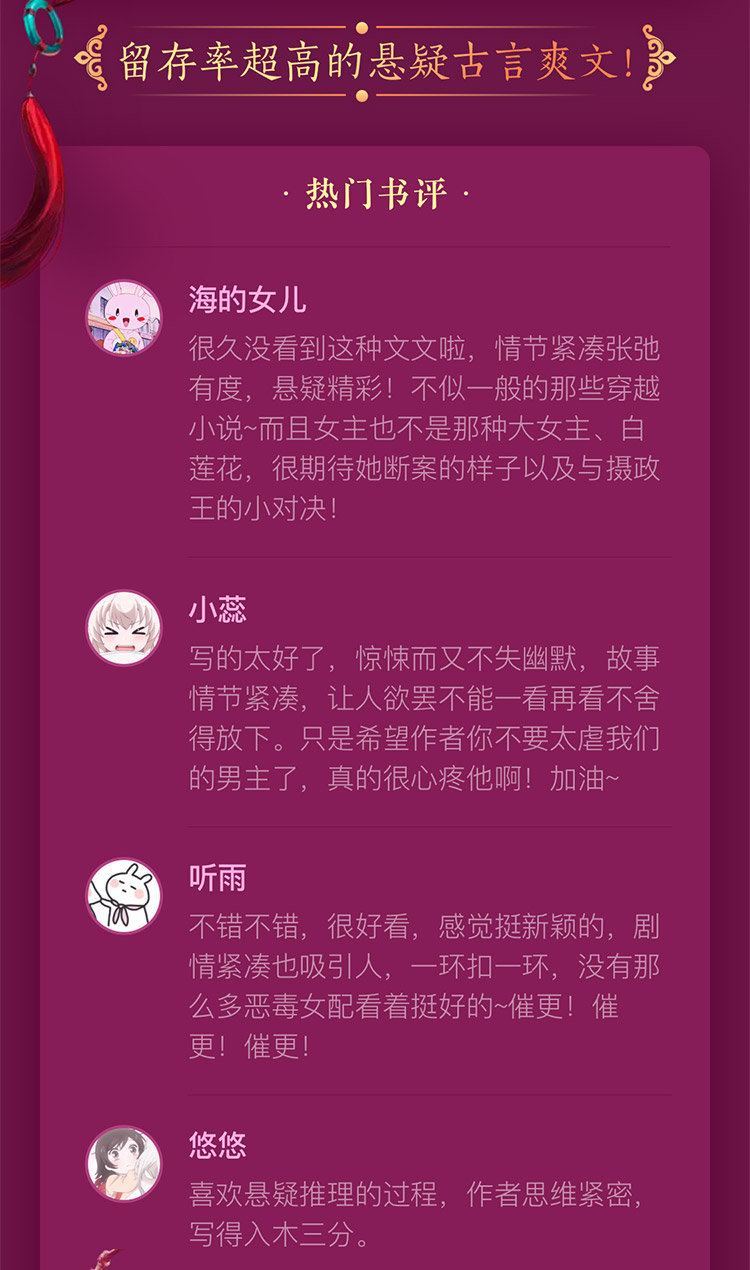 留存率超高的悬疑古言爽文!
· 热门书评 ·
海的女儿
很久没看到这种文文啦，情节紧凑张弛
有度，悬疑精彩！不似一般的那些穿越
小说~而且女主也不是那种大女主、白
莲花，很期待她断案的样子以及与摄政
王的小对决！
小蕊
写的太好了，惊悚而又不失幽默，故事
情节紧凑，让人欲罢不能一看再看不舍
得放下。只是希望作者你不要太虐我们
的男主了，真的很心疼他啊！加油~
听雨
不错不错，很好看，感觉挺新颖的，剧
情紧凑也吸引人，一环扣一环，没有那
么多恶毒女配看着挺好的~催更！催
更！催更！
悠悠
喜欢悬疑推理的过程，作者思维紧密，
写得入木三分。